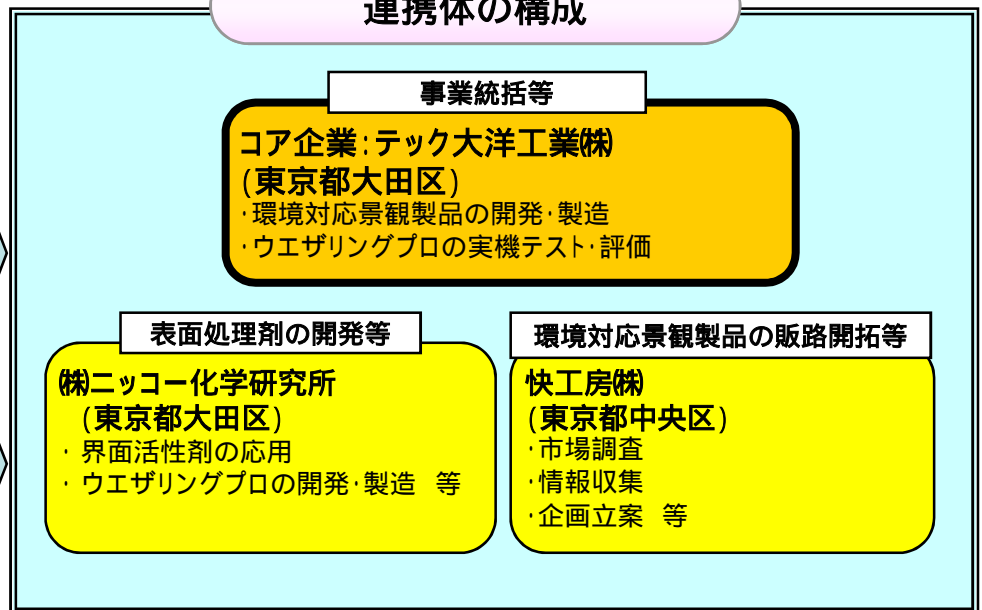 連携体の構成
事業統括等
コア企業:テック大洋工業㈱
(東京都大田区)
・環境対応景観製品の開発・製造
・ウエザリングプロの実機テスト・評価
表面処理剤の開発等
㈱ニッコー化学研究所
(東京都大田区)
・ 界面活性剤の応用
・ ウエザリングプロの開発・製造 等
環境対応景観製品の販路開拓等
快工房㈱
(東京都中央区)
・市場調査
・情報収集
・企画立案 等